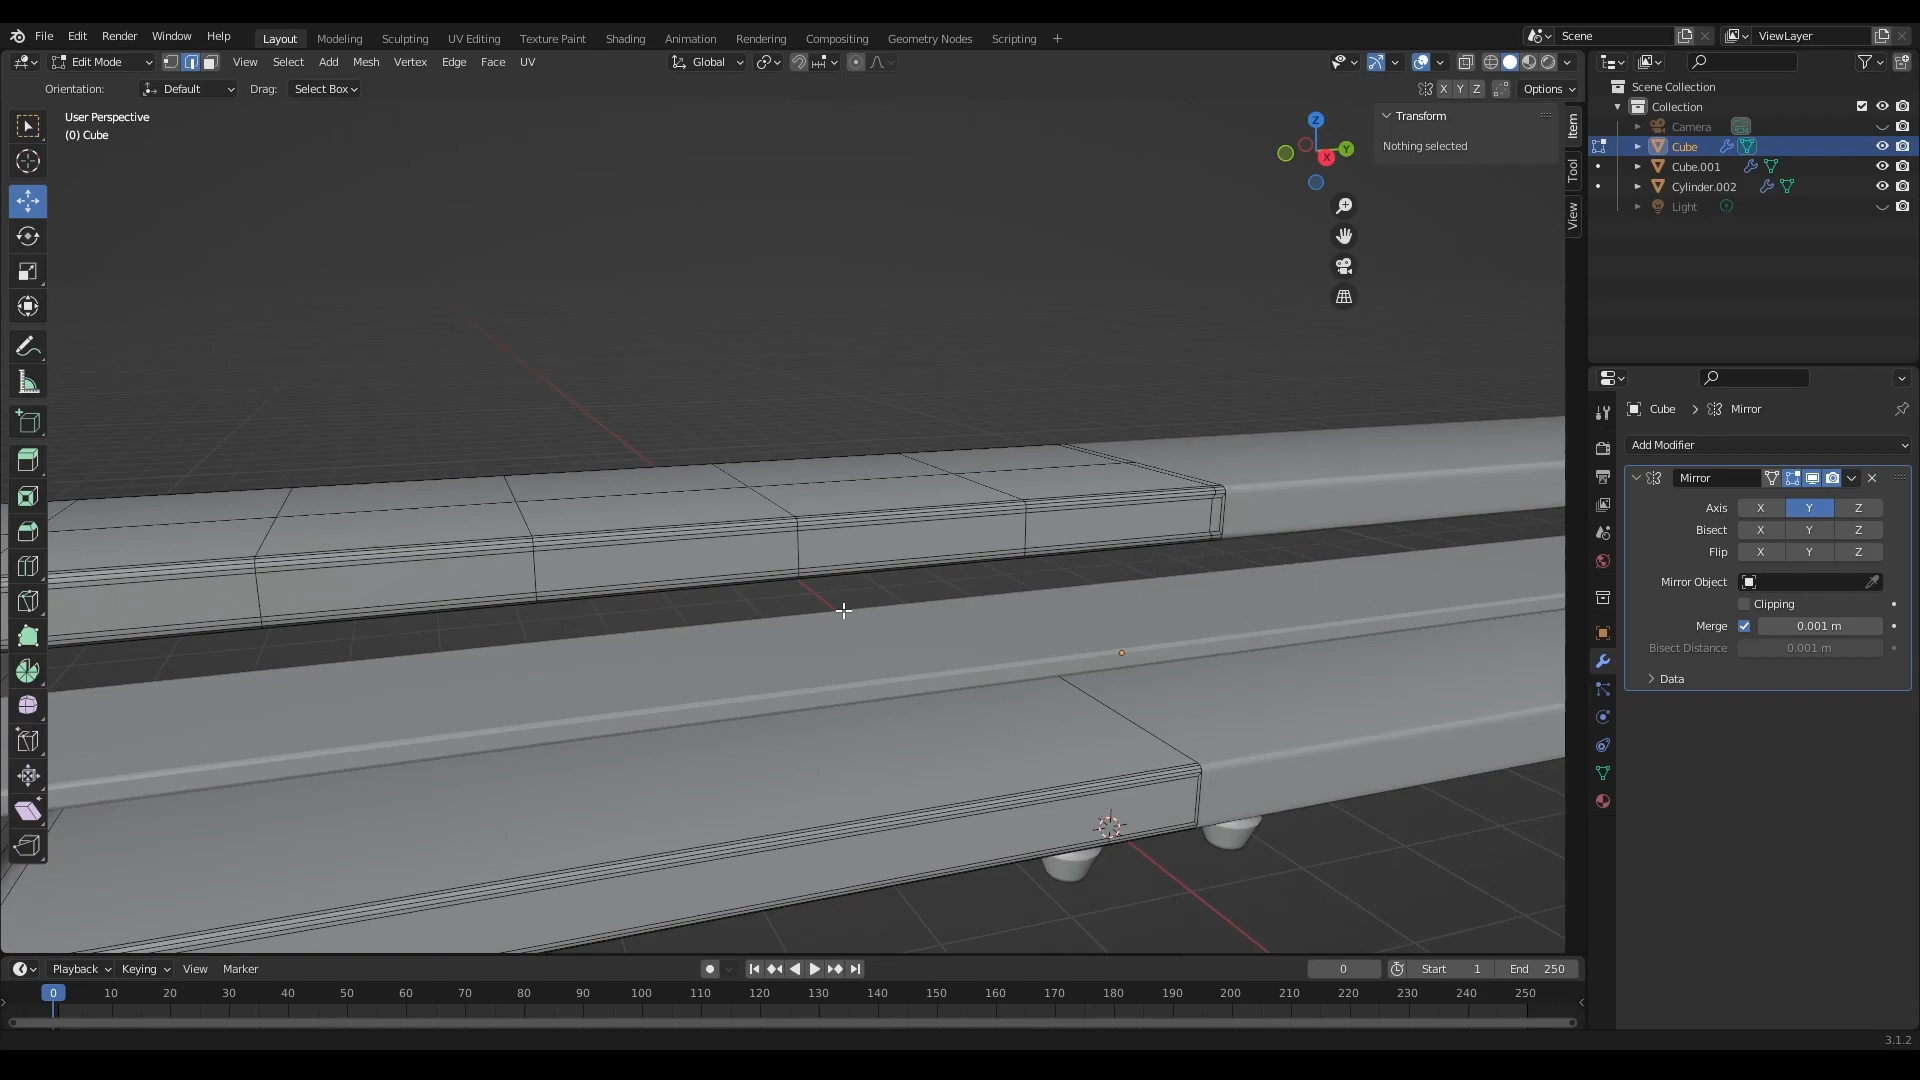 File Edit Render Window Help Layout Modeling Sculpting UV Editing Texture Paint Shading Animation Rendering Compositing Geometry Nodes Scripting + Scene ViewLayer
Edit Mode View Select Add Mesh Vertex Edge Face UV Global
Orientation: Default Drag: Select Box X Y Z Options
User Perspective
(0) Cube
Z
Y
X
Transform
Nothing selected
Item
Tool
View
Scene Collection
Collection
Camera
Cube
Cube.001
Cylinder.002
Light
Cube > Mirror
Add Modifier
Mirror
Axis X Y Z
Bisect X Y Z
Flip X Y Z
Mirror Object
Clipping
Merge 0.001 m
Bisect Distance 0.001 m
Data
Playback Keying View Marker 0 Start 1 End 250
0 10 20 30 40 50 60 70 80 90 100 110 120 130 140 150 160 170 180 190 200 210 220 230 240 250
3.1.2